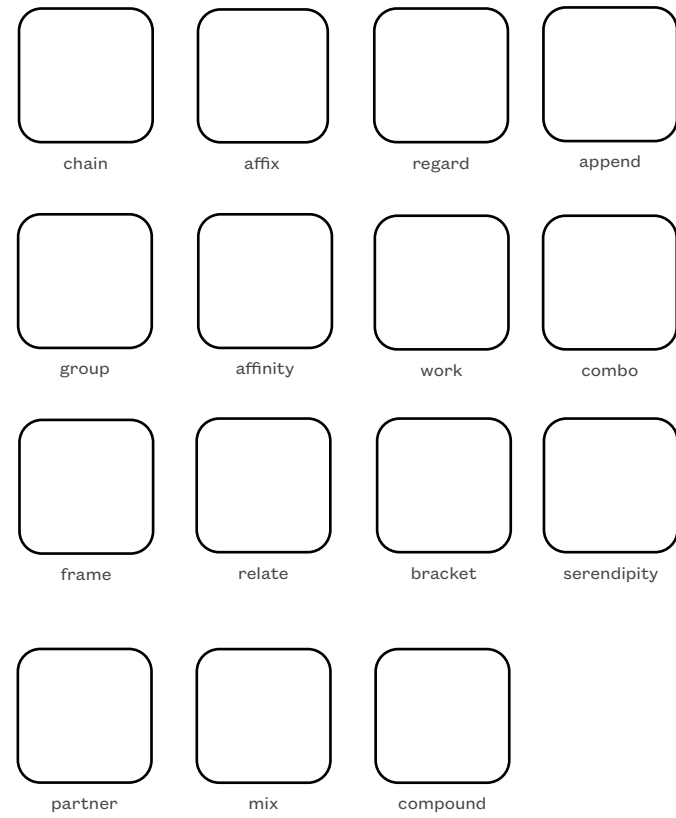 chain affix regard append
group affinity work combo
frame relate bracket serendipity
partner mix compound